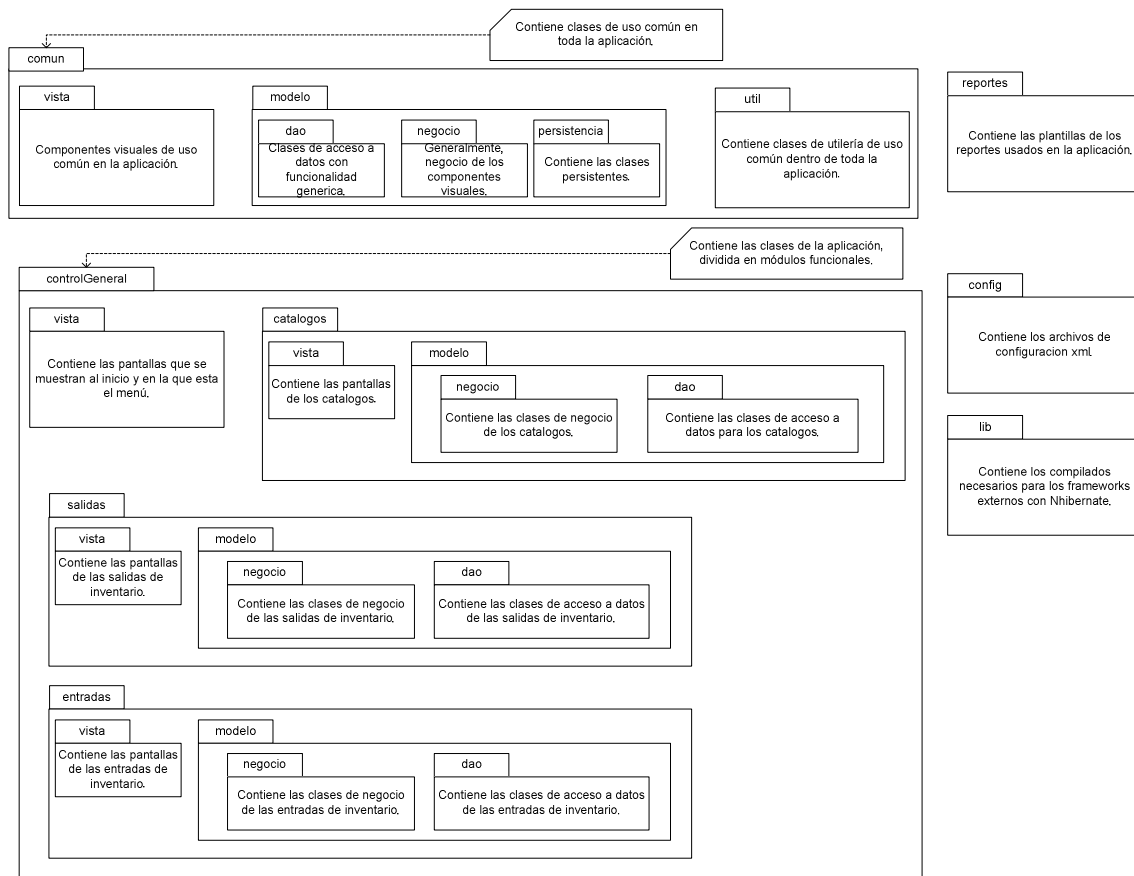 Contiene clases de uso común en
toda la aplicación.
comun
vista
Componentes visuales de uso
común en la aplicación.
modelo
dao
Clases de acceso a
datos con
funcionalidad
generica.
negocio
Generalmente,
negocio de los
componentes
visuales.
persistencia
Contiene las clases
persistentes.
util
Contiene clases de utilería de uso
común dentro de toda la
aplicación.
reportes
Contiene las plantillas de los
reportes usados en la aplicación.
Contiene las clases de la aplicación,
dividida en módulos funcionales.
controlGeneral
vista
Contiene las pantallas que se
muestran al inicio y en la que esta
el menú.
catalogos
vista
Contiene las pantallas
de los catalogos.
modelo
negocio
Contiene las clases de negocio
de los catalogos.
dao
Contiene las clases de acceso a
datos para los catalogos.
config
Contiene los archivos de
configuracion xml.
lib
Contiene los compilados
necesarios para los frameworks
externos con Nhibernate.
salidas
vista
Contiene las pantallas
de las salidas de
inventario.
modelo
negocio
Contiene las clases de negocio
de las salidas de inventario.
dao
Contiene las clases de acceso a datos
de las salidas de inventario.
entradas
vista
Contiene las pantallas
de las entradas de
inventario.
modelo
negocio
Contiene las clases de negocio
de las entradas de inventario.
dao
Contiene las clases de acceso a datos
de las entradas de inventario.